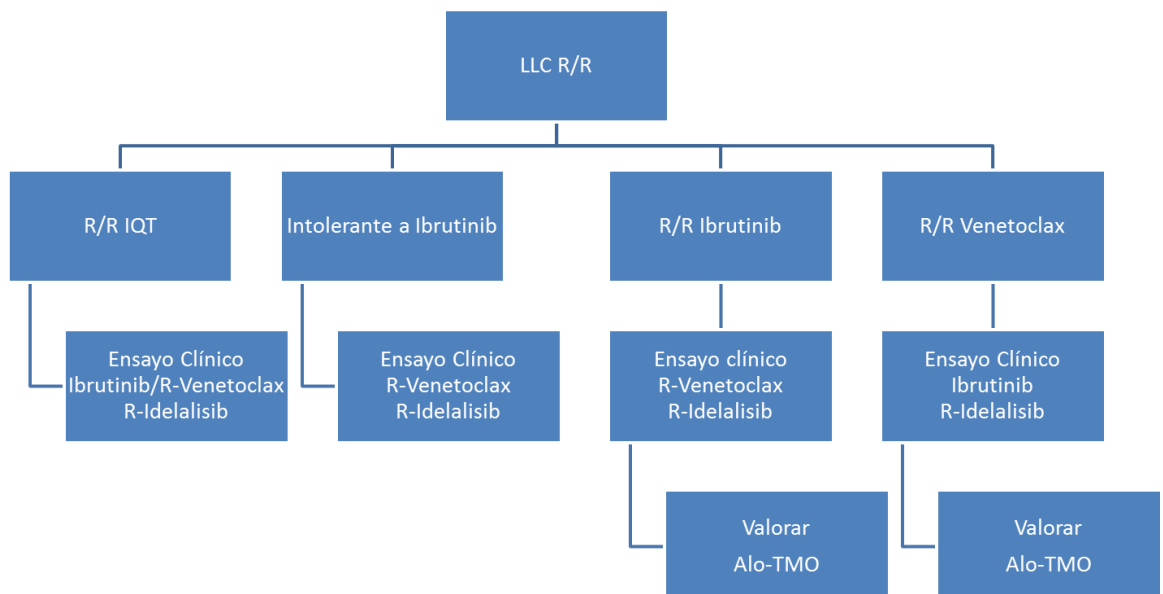 LLC R/R
R/R IQT
Intolerante a Ibrutinib
R/R Ibrutinib
R/R Venetoclax
Ensayo Clínico
Ibrutinib/R-Venetoclax
R-Idelalisib
Ensayo Clínico
R-Venetoclax
R-Idelalisib
Ensayo clínico
R-Venetoclax
R-Idelalisib
Ensayo Clínico
Ibrutinib
R-Idelalisib
Valorar
Alo-TMO
Valorar
Alo-TMO